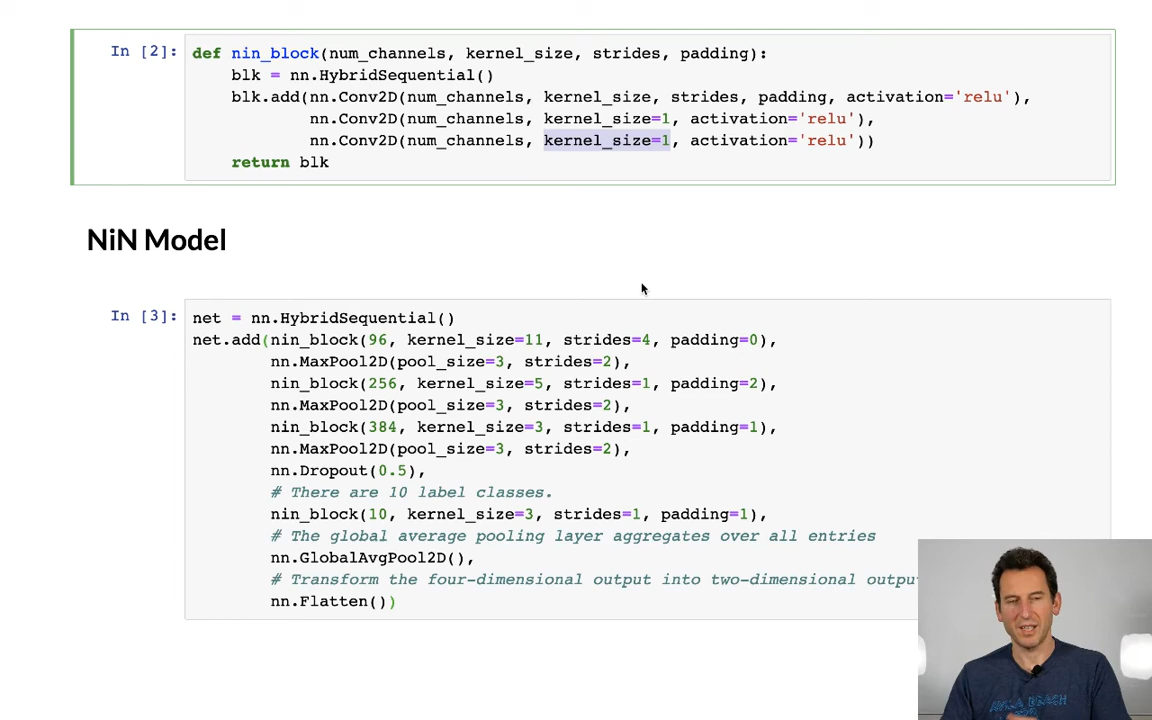 In [2]: def nin_block(num_channels, kernel_size, strides, padding):
blk = nn.HybridSequential()
blk.add(nn.Conv2D(num_channels, kernel_size, strides, padding, activation='relu'),
nn.Conv2D(num_channels, kernel_size=1, activation='relu'),
nn.Conv2D(num_channels, kernel_size=1, activation='relu'))
return blk
NiN Model
In [3]: net = nn.HybridSequential()
net.add(nin_block(96, kernel_size=11, strides=4, padding=0),
nn.MaxPool2D(pool_size=3, strides=2),
nin_block(256, kernel_size=5, strides=1, padding=2),
nn.MaxPool2D(pool_size=3, strides=2),
nin_block(384, kernel_size=3, strides=1, padding=1),
nn.MaxPool2D(pool_size=3, strides=2),
nn.Dropout(0.5),
# There are 10 label classes.
nin_block(10, kernel_size=3, strides=1, padding=1),
# The global average pooling layer aggregates over all entries
nn.GlobalAvgPool2D(),
# Transform the four-dimensional output into two-dimensional outpu
nn.Flatten())